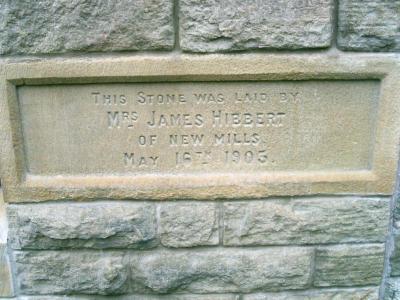 THIS STONE WAS LAID BY
MRS JAMES HIBBERT
OF NEW MILLS.
MAY 16TH 1903.